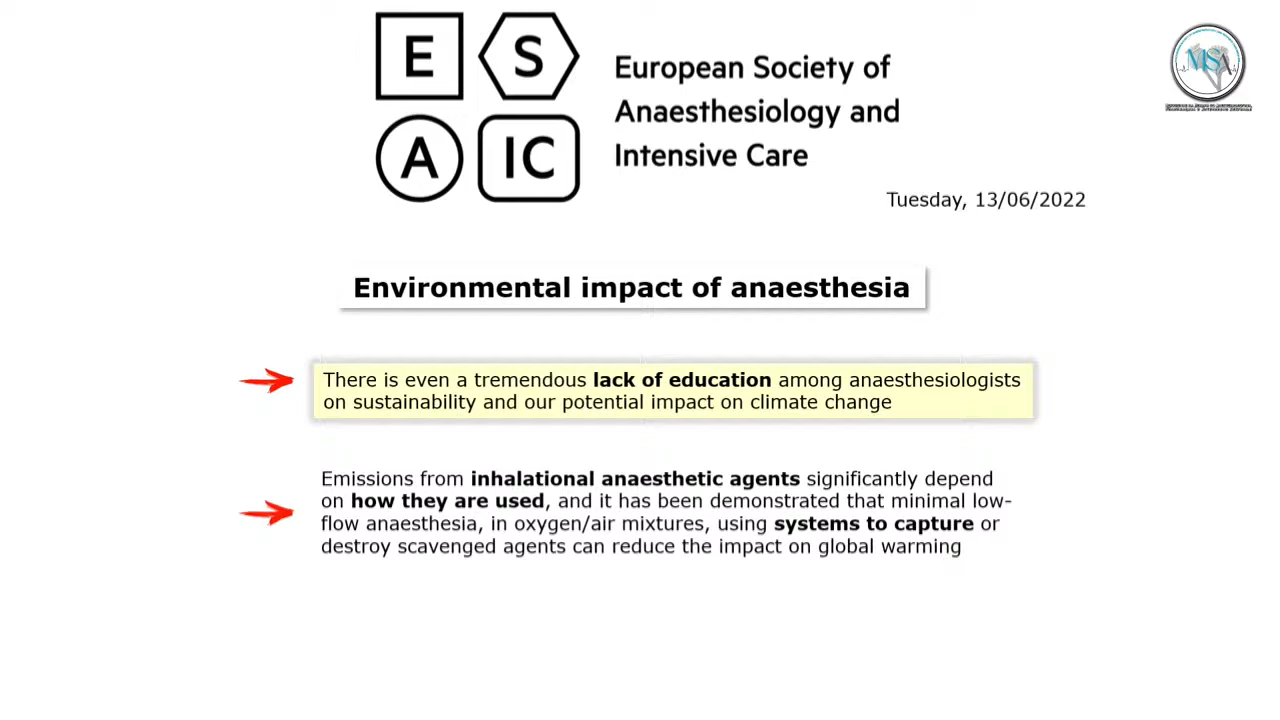 E S
A IC
European Society of
Anaesthesiology and
Intensive Care
MSA
Tuesday, 13/06/2022
Environmental impact of anaesthesia
There is even a tremendous lack of education among anaesthesiologists
on sustainability and our potential impact on climate change
Emissions from inhalational anaesthetic agents significantly depend
on how they are used, and it has been demonstrated that minimal low-
flow anaesthesia, in oxygen/air mixtures, using systems to capture or
destroy scavenged agents can reduce the impact on global warming